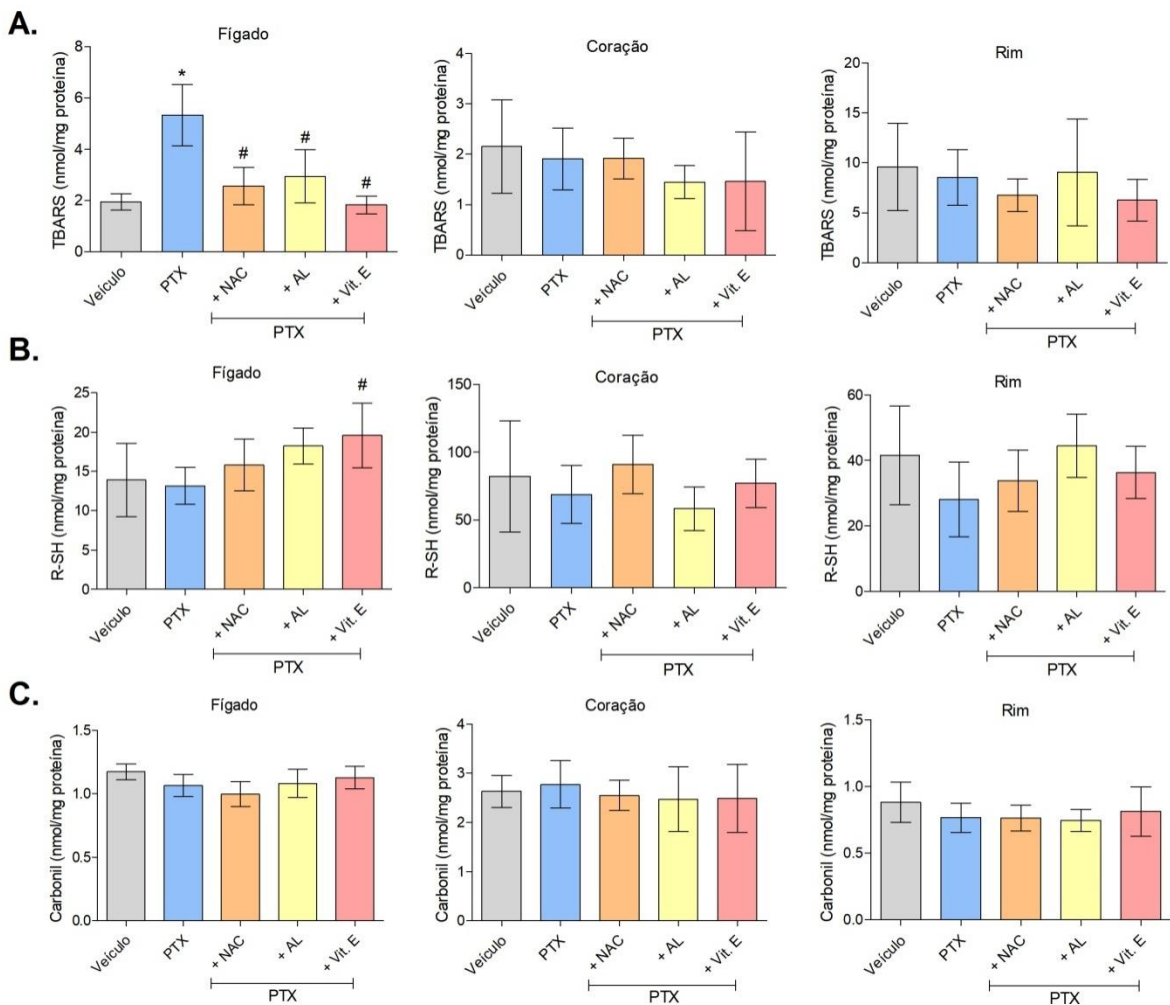 A.
Fígado
TBARS (nmol/mg proteína)
8
6
4
2
0
*
#
#
#
Veículo
PTX
+ NAC
+ AL
+ Vit. E
PTX
Coração
TBARS (nmol/mg proteína)
4
3
2
1
0
Veículo
PTX
+ NAC
+ AL
+ Vit. E
PTX
Rim
TBARS (nmol/mg proteína)
20
15
10
5
0
Veículo
PTX
+ NAC
+ AL
+ Vit. E
PTX
B.
Fígado
R-SH (nmol/mg proteína)
25
20
15
10
5
0
#
Veículo
PTX
+ NAC
+ AL
+ Vit. E
PTX
Coração
R-SH (nmol/mg proteína)
150
100
50
0
Veículo
PTX
+ NAC
+ AL
+ Vit. E
PTX
Rim
R-SH (nmol/mg proteína)
60
40
20
0
Veículo
PTX
+ NAC
+ AL
+ Vit. E
PTX
C.
Fígado
Carbonil (nmol/mg proteína)
1.5
1.0
0.5
0.0
Veículo
PTX
+ NAC
+ AL
+ Vit. E
PTX
Coração
Carbonil (nmol/mg proteína)
4
3
2
1
0
Veículo
PTX
+ NAC
+ AL
+ Vit. E
PTX
Rim
Carbonil (nmol/mg proteína)
1.5
1.0
0.5
0.0
Veículo
PTX
+ NAC
+ AL
+ Vit. E
PTX